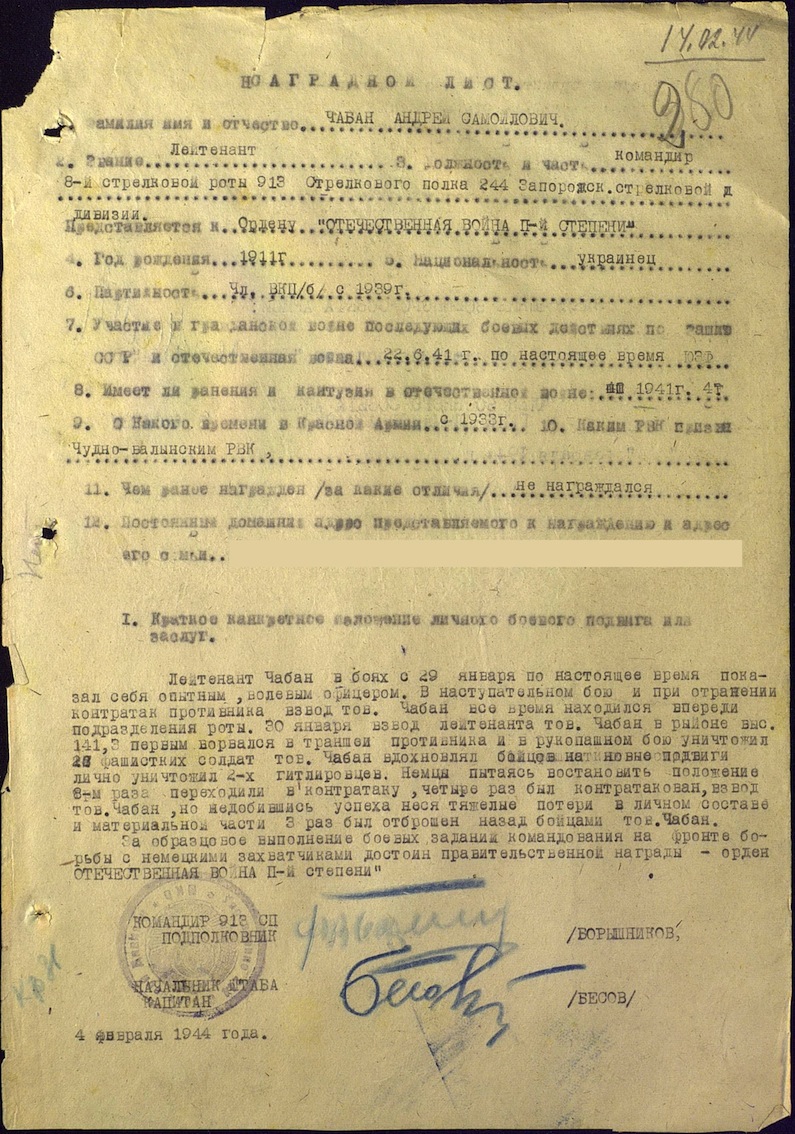 14.02.44
280
НОАГРАДНОЙ ЛИСТ.
1. Фамилия имя и отчество. ЧАБАН АНДРЕЙ САМОЙЛОВИЧ.
2. Звание Лейтенант 3. Должность и часть командир
8-й стрелковой роты 913 Стрелкового полка 244 Запорожск.стрелковой д
дивизии.
Представляется к Ордену "ОТЕЧЕСТВЕННАЯ ВОЙНА П-Й СТЕПЕНИ"
4. Год рождения 1911г 5. Национальность украинец
6. Партийность Чл. ВКП/б/ с 1939г.
7. Участие в гражданской войне последующих боевых действиях по защите
СССР и отечественная война. 22.6.41 г. по настоящее время
8. Имеет ли ранения и кантузия в отечественной войне: 1941г.
9. С Какого времени в Красной Армии с 1933г. 10. Каким РВК призван
Чудно-валынским РВК,
11. Чем ранее награжден /за какие отличия/ не награждался
12. Постоянный домашний адрес представляемого к награждению и адрес
его семьи..
I. Краткое канкретное изложение личного боевого подвига или
заслуг.
Лейтенант Чабан в боях с 29 января по настоящее время пока-
зал себя опытным ,волевым офицером. В наступательном бою и при отражении
контратак противника взвод тов. Чабан все время находился впереди
подразделения роты. 30 января взвод лейтенанта тов. Чабан в районе выс.
141,3 первым ворвался в траншеи противника и в рукопашном бою уничтожил
фашистких солдат тов. Чабан вдохновлял бойцов на новые подвиги
лично уничтожил 2-х гитлировцев. Немцы пытаясь востановить положение
8-м раза переходили в контратаку ,четыре раз был контратакован,взвод
тов.Чабан ,но недобившись успеха неся тяжелые потери в личном составе
и материальной части 3 раз был отброшен назад бойцами тов.Чабан.
За образцовое выполнение боевых заданий командования на фронте бо-
рьбы с немецкими захватчиками достоин правительственной награды - орден
ОТЕЧЕСТВЕННАЯ ВОЙНА П-Й степени"
КОМАНДИР 913 СП
ПОДПОЛКОВНИК /БОРЫШНИКОВ,
НАЧАЛЬНИК ШТАБА
КАПИТАН /БЕСОВ/
4 февраля 1944 года.